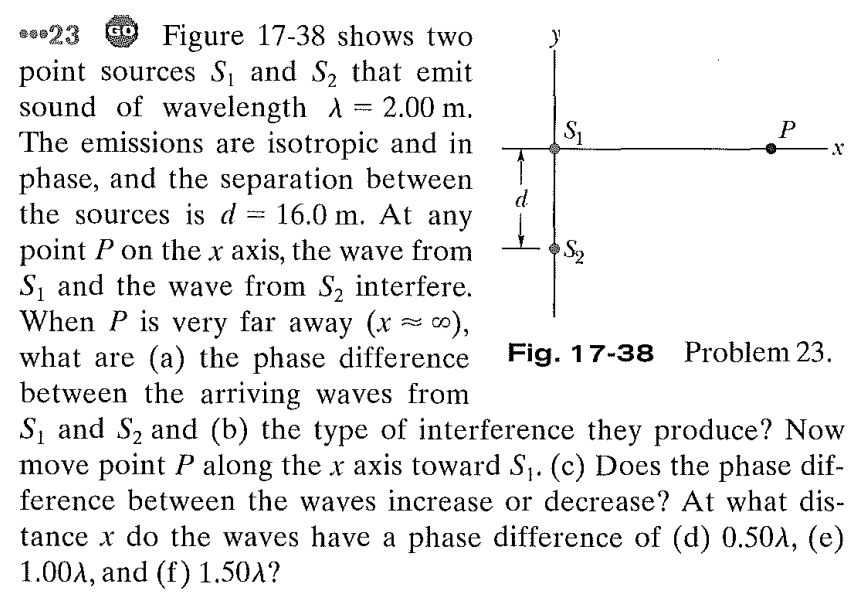 •••23 GO Figure 17-38 shows two
point sources S₁ and S₂ that emit
sound of wavelength λ = 2.00 m.
The emissions are isotropic and in
phase, and the separation between
the sources is d = 16.0 m. At any
point P on the x axis, the wave from
S₁ and the wave from S₂ interfere.
When P is very far away (x ≈ ∞),
what are (a) the phase difference
between the arriving waves from
S₁ and S₂ and (b) the type of interference they produce? Now
move point P along the x axis toward S₁. (c) Does the phase dif-
ference between the waves increase or decrease? At what dis-
tance x do the waves have a phase difference of (d) 0.50λ, (e)
1.00λ, and (f) 1.50λ?
y
S₁
P
x
d
S₂
Fig. 17-38 Problem 23.